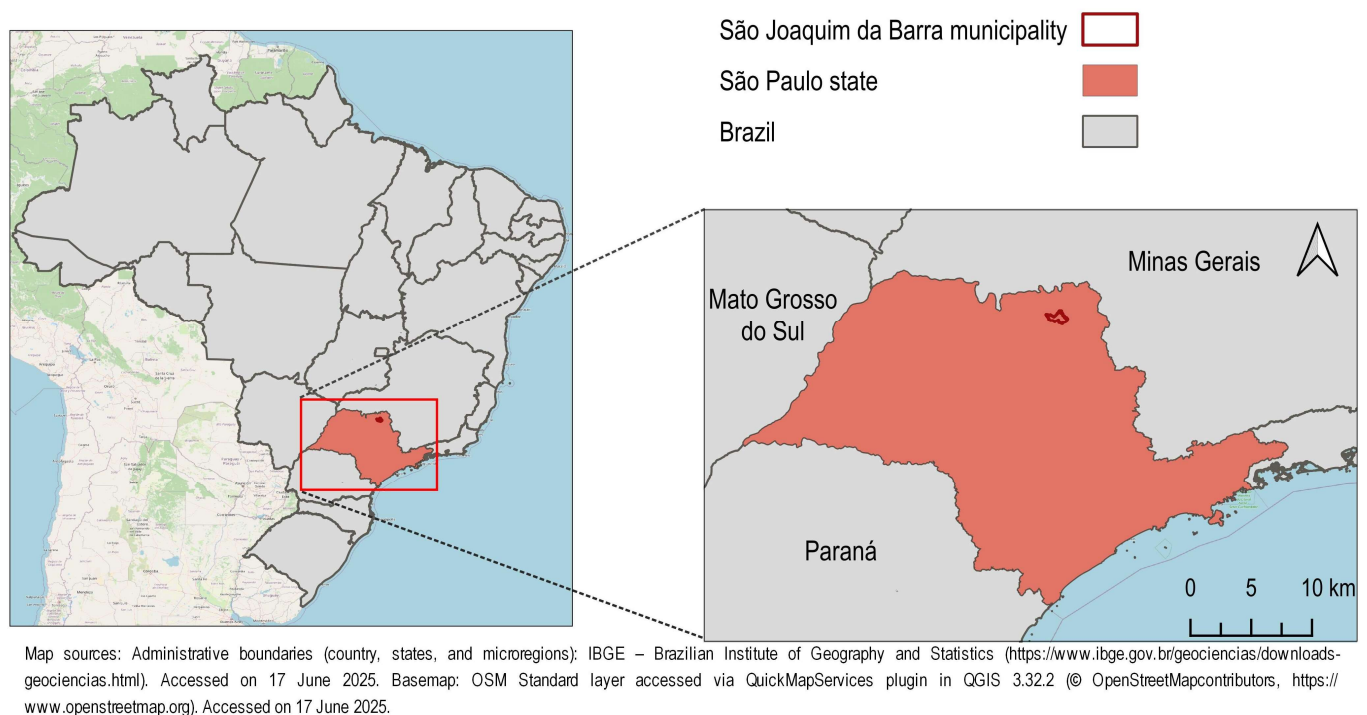 São Joaquim da Barra municipality
São Paulo state
Brazil
Minas Gerais
Mato Grosso
do Sul
Paraná
0 5 10 km
Map sources: Administrative boundaries (country, states, and microregions): IBGE – Brazilian Institute of Geography and Statistics (https://www.ibge.gov.br/geociencias/downloads-
geociencias.html). Accessed on 17 June 2025. Basemap: OSM Standard layer accessed via QuickMapServices plugin in QGIS 3.32.2 (© OpenStreetMapcontributors, https://
www.openstreetmap.org). Accessed on 17 June 2025.